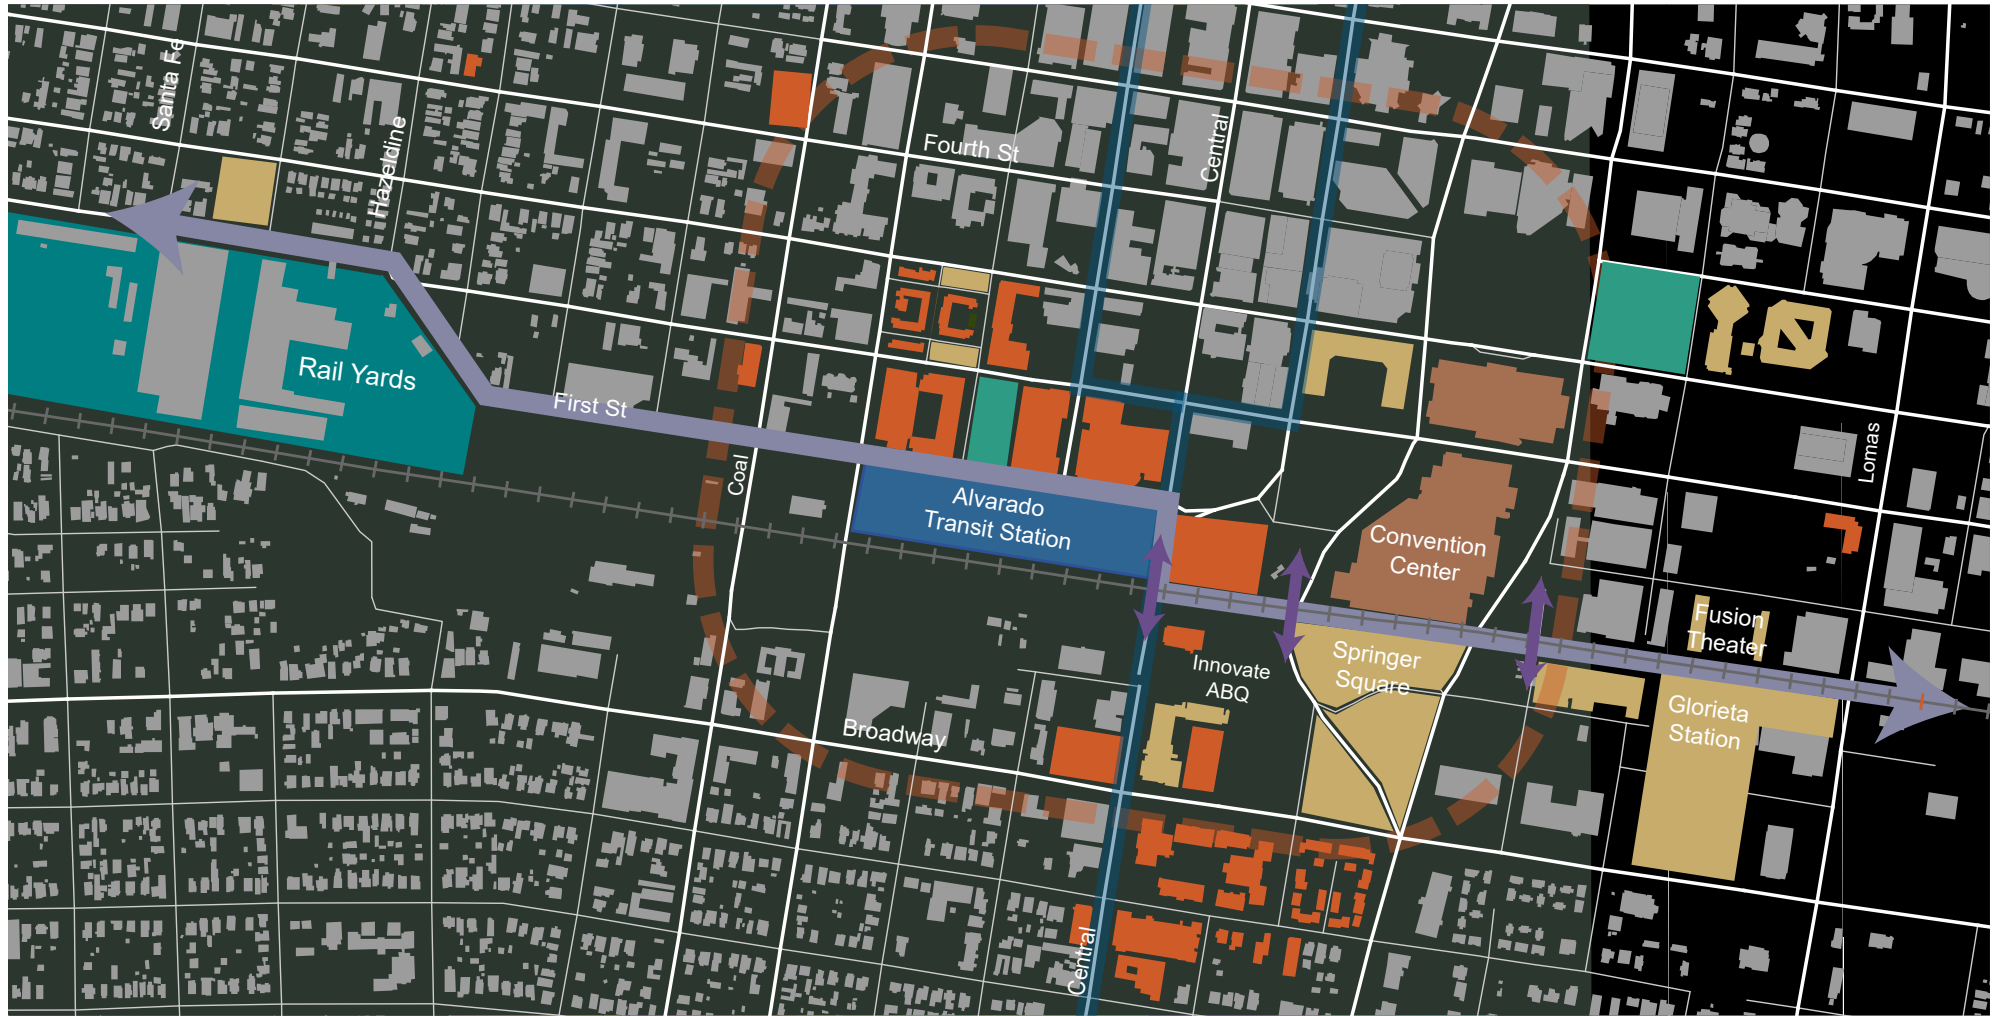 Santa Fe
Hazeldine
Fourth St
Central
Rail Yards
First St
Coal
Alvarado
Transit Station
Convention
Center
Lomas
Fusion
Theater
Innovate
ABQ
Springer
Square
Glorieta
Station
Broadway
Central